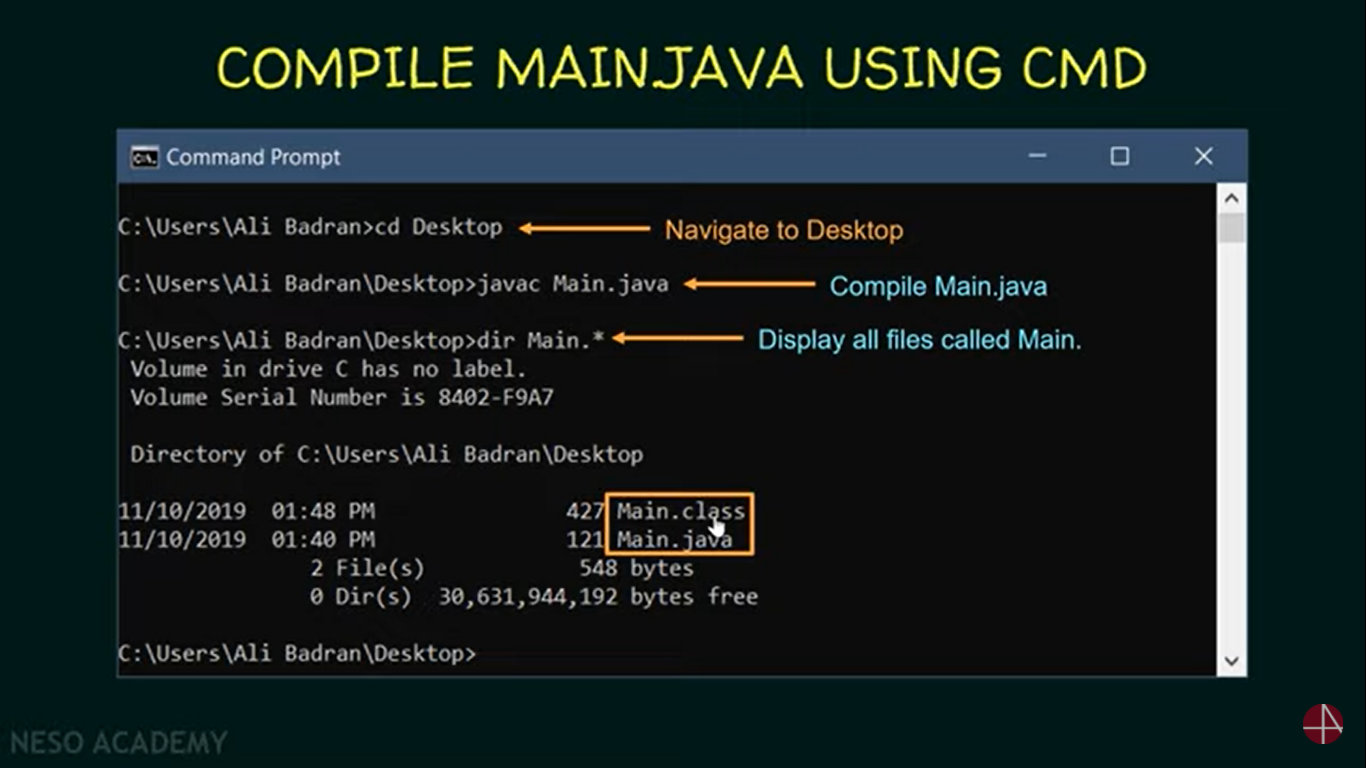 COMPILE MAIN.JAVA USING CMD
Command Prompt
C:\Users\Ali Badran>cd Desktop
Navigate to Desktop
C:\Users\Ali Badran\Desktop>javac Main.java
Compile Main.java
C:\Users\Ali Badran\Desktop>dir Main.*
Display all files called Main.
Volume in drive C has no label.
Volume Serial Number is 8402-F9A7
Directory of C:\Users\Ali Badran\Desktop
11/10/2019 01:48 PM 427 Main.class
11/10/2019 01:40 PM 121 Main.java
2 File(s) 548 bytes
0 Dir(s) 30,631,944,192 bytes free
C:\Users\Ali Badran\Desktop>
NESO ACADEMY